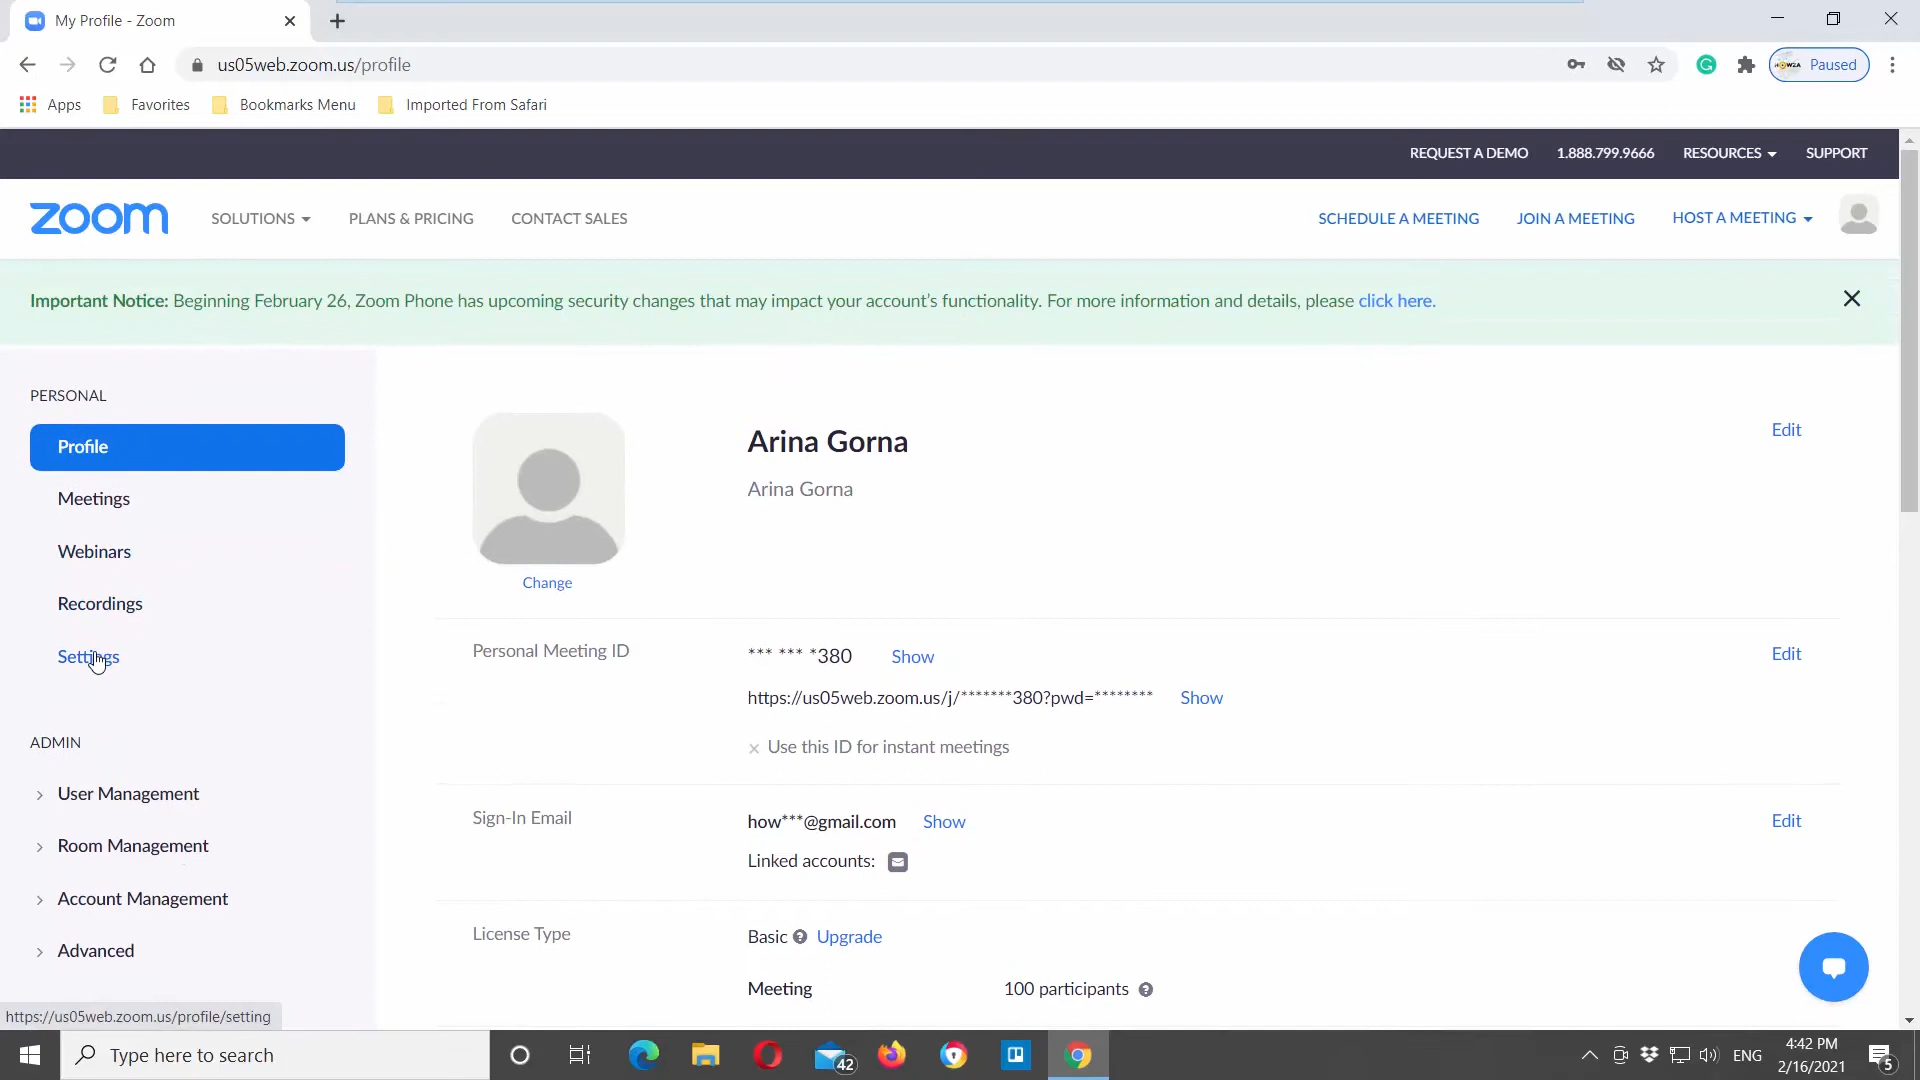 My Profile - Zoom
us05web.zoom.us/profile
HOW2A Paused
Apps Favorites Bookmarks Menu Imported From Safari
REQUEST A DEMO 1.888.799.9666 RESOURCES SUPPORT
zoom SOLUTIONS PLANS & PRICING CONTACT SALES SCHEDULE A MEETING JOIN A MEETING HOST A MEETING
Important Notice: Beginning February 26, Zoom Phone has upcoming security changes that may impact your account's functionality. For more information and details, please click here.
PERSONAL
Profile
Meetings
Webinars
Recordings
Settings
ADMIN
User Management
Room Management
Account Management
Advanced
Change
Arina Gorna
Arina Gorna
Edit
Personal Meeting ID
*** *** *380 Show
Edit
https://us05web.zoom.us/j/*******380?pwd=******** Show
× Use this ID for instant meetings
Sign-In Email
how***@gmail.com Show
Edit
Linked accounts:
License Type
Basic ? Upgrade
Meeting 100 participants ?
https://us05web.zoom.us/profile/setting
Type here to search
42
ENG
4:42 PM
2/16/2021
5